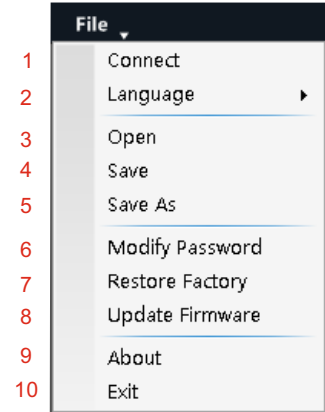 File
1 Connect
2 Language
3 Open
4 Save
5 Save As
6 Modify Password
7 Restore Factory
8 Update Firmware
9 About
10 Exit